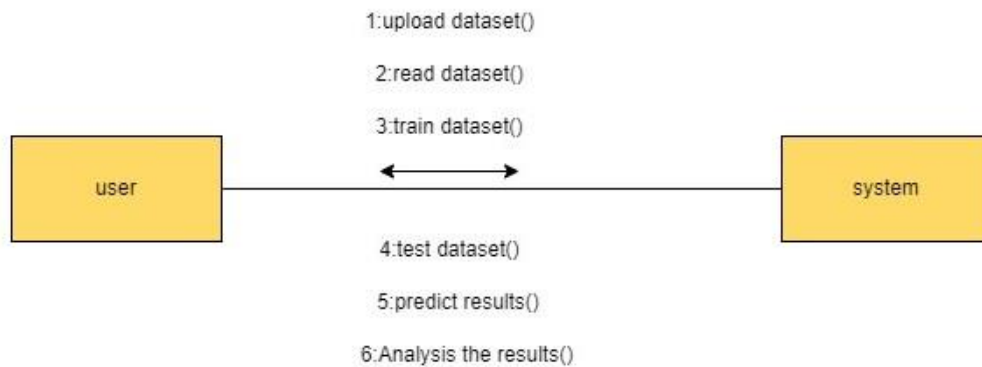 1:upload dataset()
2:read dataset()
3:train dataset()
user
system
4:test dataset()
5:predict results()
6:Analysis the results()